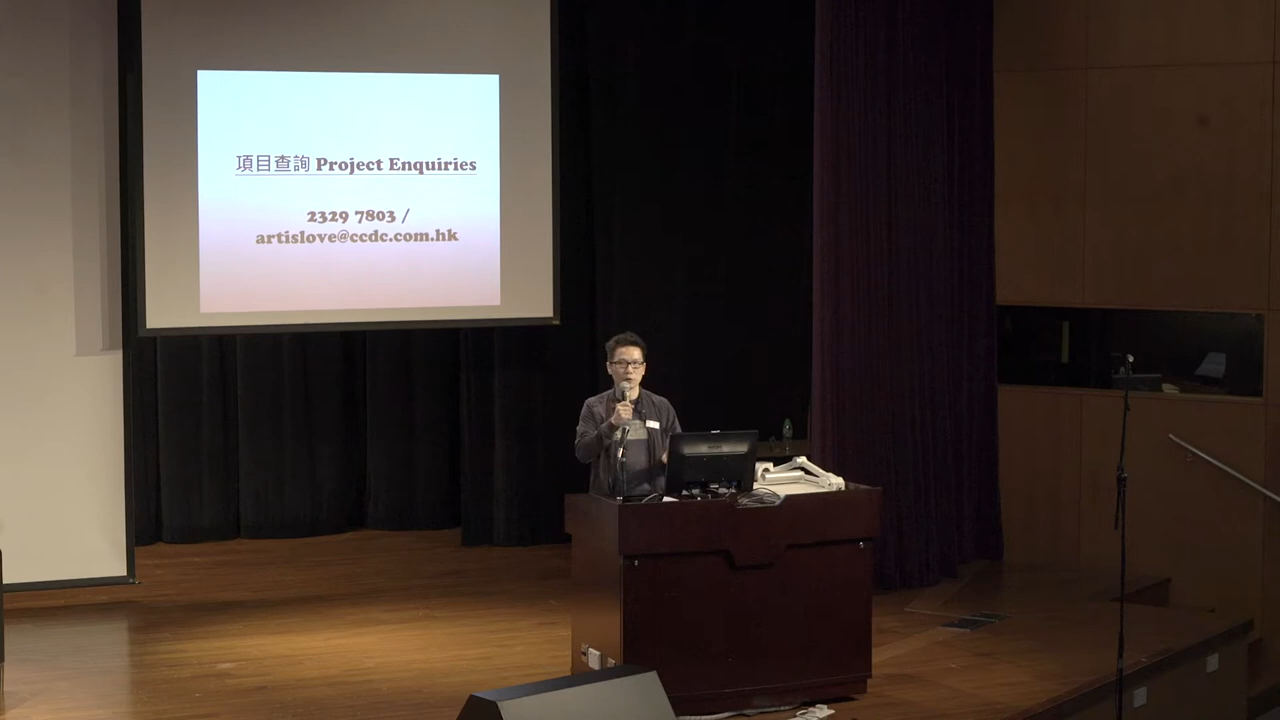 項目查詢 Project Enquiries
2329 7803 /
artislove@ccdc.com.hk